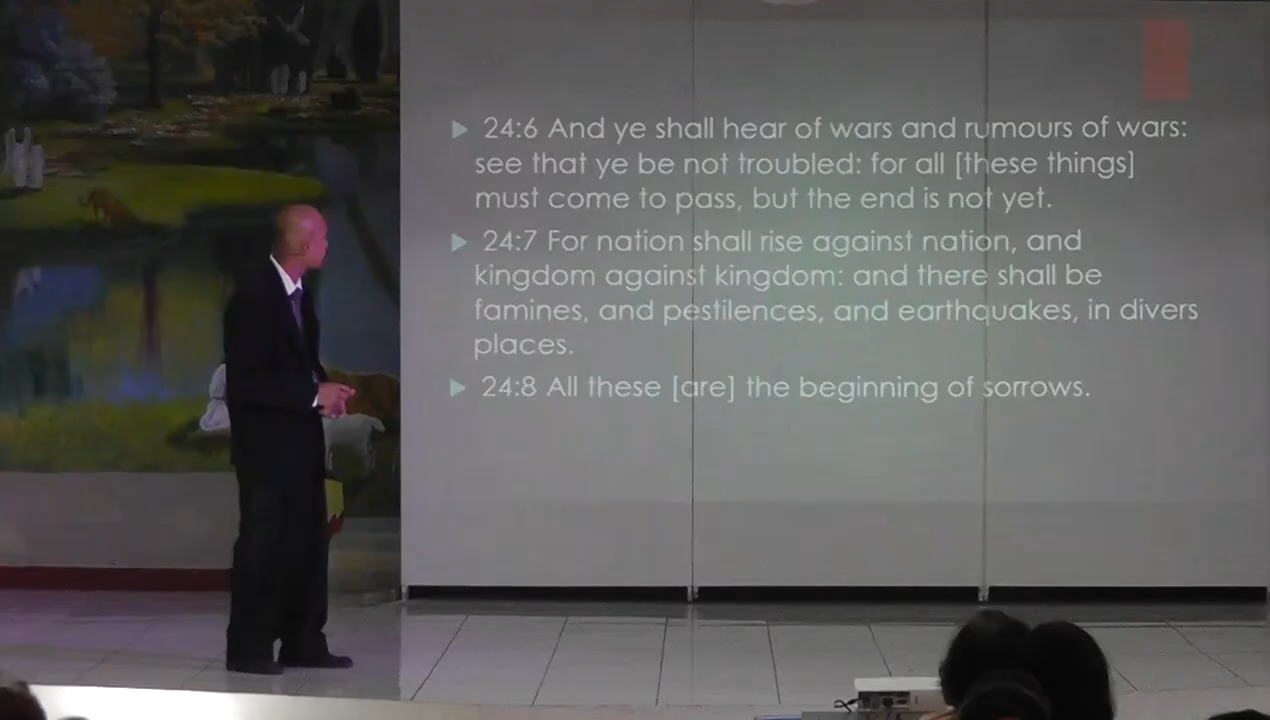 24:6 And ye shall hear of wars and rumours of wars:
see that ye be not troubled: for all [these things]
must come to pass, but the end is not yet.
24:7 For nation shall rise against nation, and
kingdom against kingdom: and there shall be
famines, and pestilences, and earthquakes, in divers
places.
24:8 All these [are] the beginning of sorrows.